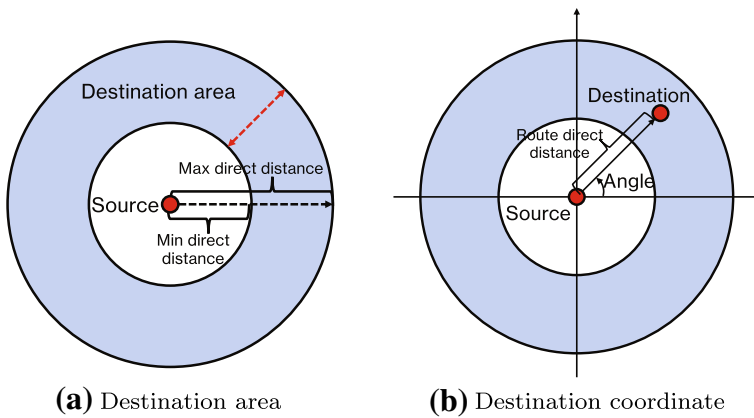 Destination area
Max direct distance
Source
Min direct
distance
(a) Destination area
Destination
Route direct
distance
Angle
Source
(b) Destination coordinate